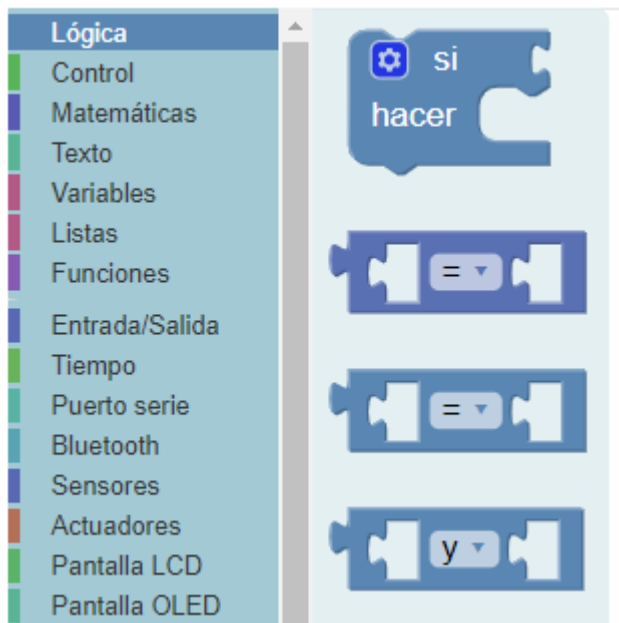 Lógica
Control
Matemáticas
Texto
Variables
Listas
Funciones
Entrada/Salida
Tiempo
Puerto serie
Bluetooth
Sensores
Actuadores
Pantalla LCD
Pantalla OLED
si
hacer
=
=
y